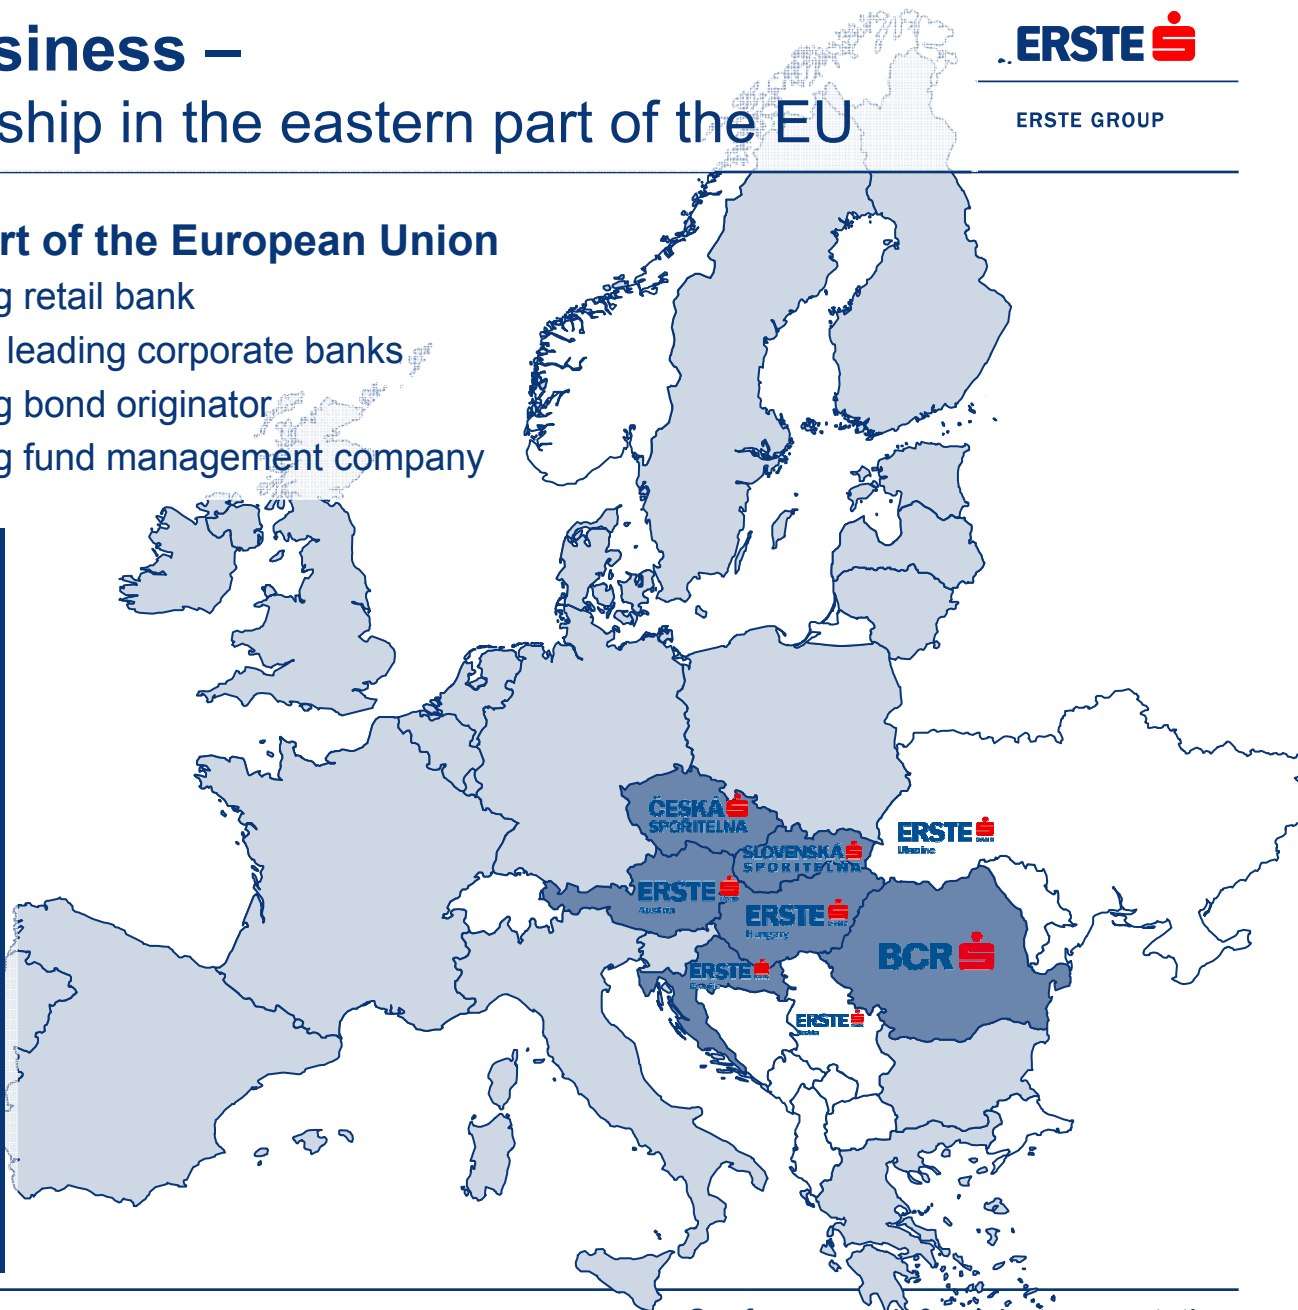 siness –
ship in the eastern part of the EU
ERSTE
ERSTE GROUP
rt of the European Union
g retail bank
leading corporate banks
g bond originator
g fund management company
ČESKÁ
SPOŘITELNA
SLOVENSKÁ
SPORITEĽŇA
ERSTE
Ukraine
ERSTE
Austria
ERSTE
Hungary
BCR
ERSTE
ERSTE